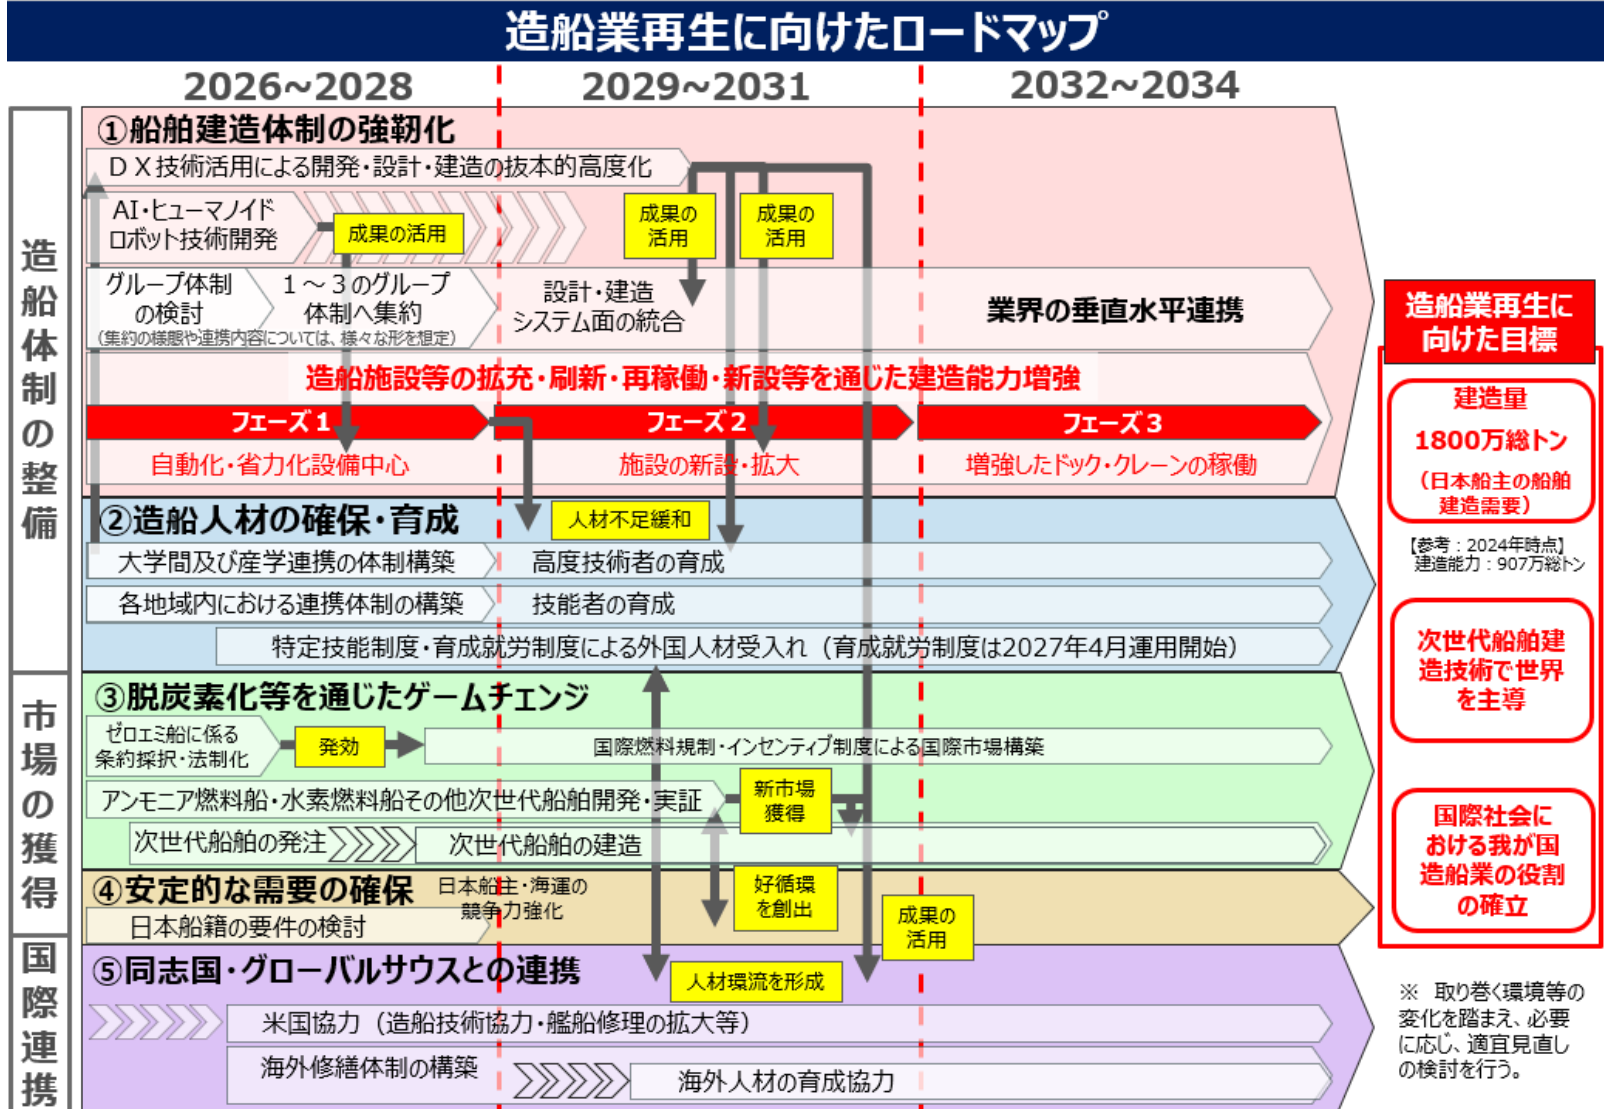 造船業再生に向けたロードマップ
2026~2028
2029~2031
2032~2034
造船体制の整備
①船舶建造体制の強靭化
ＤＸ技術活用による開発・設計・建造の抜本的高度化
AI・ヒューマノイド
ロボット技術開発
成果の活用
成果の
活用
成果の
活用
グループ体制
の検討
１～３のグループ
体制へ集約
（集約の様態や連携内容については、様々な形を想定）
設計・建造
システム面の統合
業界の垂直水平連携
造船施設等の拡充・刷新・再稼働・新設等を通じた建造能力増強
フェーズ１
フェーズ２
フェーズ３
自動化・省力化設備中心
施設の新設・拡大
増強したドック・クレーンの稼働
②造船人材の確保・育成
人材不足緩和
大学間及び産学連携の体制構築
高度技術者の育成
各地域内における連携体制の構築
技能者の育成
特定技能制度・育成就労制度による外国人材受入れ（育成就労制度は2027年4月運用開始）
市場の獲得
③脱炭素化等を通じたゲームチェンジ
ゼロエミ船に係る
条約採択・法制化
発効
国際燃料規制・インセンティブ制度による国際市場構築
アンモニア燃料船・水素燃料船その他次世代船舶開発・実証
新市場
獲得
次世代船舶の発注
次世代船舶の建造
④安定的な需要の確保
日本船主・海運の
競争力強化
好循環
を創出
日本船籍の要件の検討
成果の
活用
国際連携
⑤同志国・グローバルサウスとの連携
人材環流を形成
米国協力（造船技術協力・艦船修理の拡大等）
海外修繕体制の構築
海外人材の育成協力
造船業再生に
向けた目標
建造量
1800万総トン
（日本船主の船舶
建造需要）
【参考：2024年時点】
建造能力：907万総トン
次世代船舶建
造技術で世界
を主導
国際社会に
おける我が国
造船業の役割
の確立
※　取り巻く環境等の
変化を踏まえ、必要
に応じ、適宜見直し
の検討を行う。